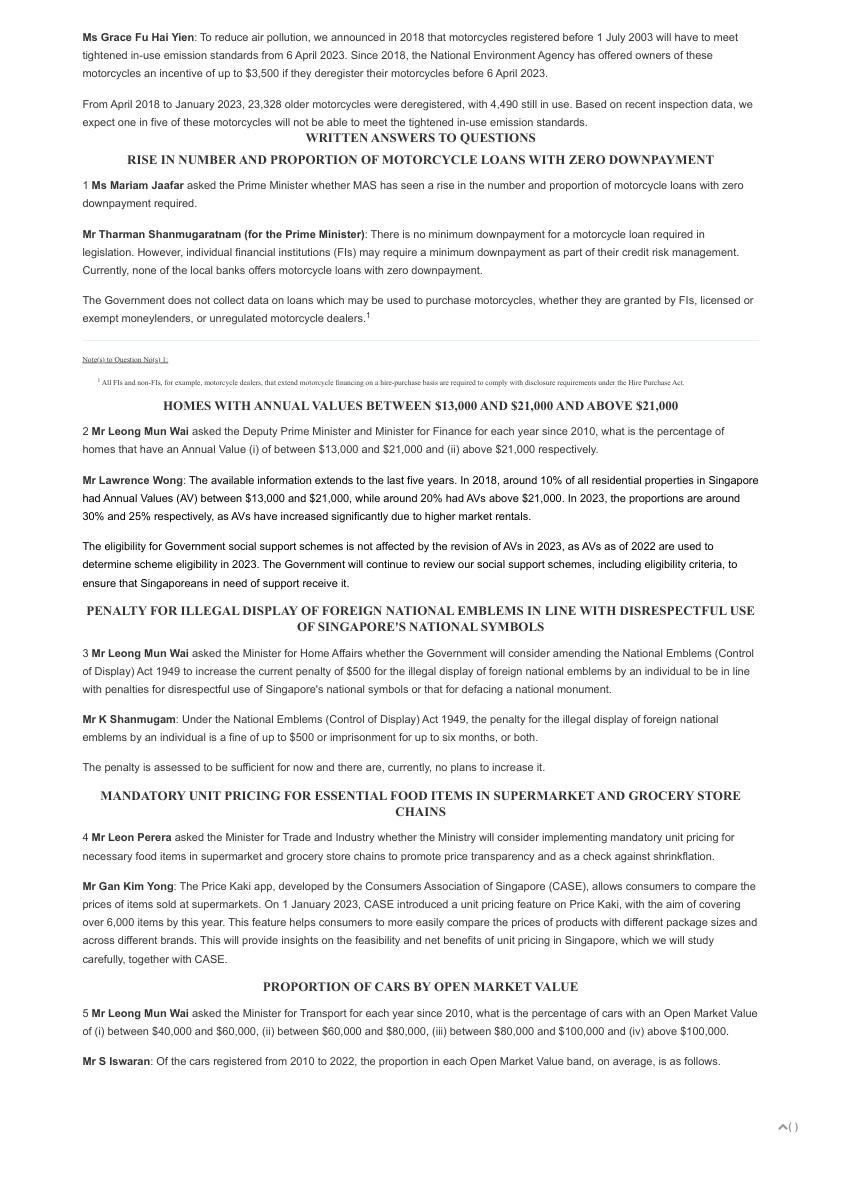 Ms Grace Fu Hai Yien: To reduce air pollution, we announced in 2018 that motorcycles registered before 1 July 2003 will have to meet
tightened in-use emission standards from 6 April 2023. Since 2018, the National Environment Agency has offered owners of these
motorcycles an incentive of up to $3,500 if they deregister their motorcycles before 6 April 2023.
From April 2018 to January 2023, 23,328 older motorcycles were deregistered, with 4,490 still in use. Based on recent inspection data, we
expect one in five of these motorcycles will not be able to meet the tightened in-use emission standards.
WRITTEN ANSWERS TO QUESTIONS
RISE IN NUMBER AND PROPORTION OF MOTORCYCLE LOANS WITH ZERO DOWNPAYMENT
1 Ms Mariam Jaafar asked the Prime Minister whether MAS has seen a rise in the number and proportion of motorcycle loans with zero
downpayment required.
Mr Tharman Shanmugaratnam (for the Prime Minister): There is no minimum downpayment for a motorcycle loan required in
legislation. However, individual financial institutions (FIs) may require a minimum downpayment as part of their credit risk management.
Currently, none of the local banks offers motorcycle loans with zero downpayment.
The Government does not collect data on loans which may be used to purchase motorcycles, whether they are granted by FIs, licensed or
exempt moneylenders, or unregulated motorcycle dealers.1
Note(s) to Question No(s) 1:
1 All FIs and non-FIs, for example, motorcycle dealers, that extend motorcycle financing on a hire-purchase basis are required to comply with disclosure requirements under the Hire Purchase Act.
HOMES WITH ANNUAL VALUES BETWEEN $13,000 AND $21,000 AND ABOVE $21,000
2 Mr Leong Mun Wai asked the Deputy Prime Minister and Minister for Finance for each year since 2010, what is the percentage of
homes that have an Annual Value (i) of between $13,000 and $21,000 and (ii) above $21,000 respectively.
Mr Lawrence Wong: The available information extends to the last five years. In 2018, around 10% of all residential properties in Singapore
had Annual Values (AV) between $13,000 and $21,000, while around 20% had AVs above $21,000. In 2023, the proportions are around
30% and 25% respectively, as AVs have increased significantly due to higher market rentals.
The eligibility for Government social support schemes is not affected by the revision of AVs in 2023, as AVs as of 2022 are used to
determine scheme eligibility in 2023. The Government will continue to review our social support schemes, including eligibility criteria, to
ensure that Singaporeans in need of support receive it.
PENALTY FOR ILLEGAL DISPLAY OF FOREIGN NATIONAL EMBLEMS IN LINE WITH DISRESPECTFUL USE
OF SINGAPORE'S NATIONAL SYMBOLS
3 Mr Leong Mun Wai asked the Minister for Home Affairs whether the Government will consider amending the National Emblems (Control
of Display) Act 1949 to increase the current penalty of $500 for the illegal display of foreign national emblems by an individual to be in line
with penalties for disrespectful use of Singapore's national symbols or that for defacing a national monument.
Mr K Shanmugam: Under the National Emblems (Control of Display) Act 1949, the penalty for the illegal display of foreign national
emblems by an individual is a fine of up to $500 or imprisonment for up to six months, or both.
The penalty is assessed to be sufficient for now and there are, currently, no plans to increase it.
MANDATORY UNIT PRICING FOR ESSENTIAL FOOD ITEMS IN SUPERMARKET AND GROCERY STORE
CHAINS
4 Mr Leon Perera asked the Minister for Trade and Industry whether the Ministry will consider implementing mandatory unit pricing for
necessary food items in supermarket and grocery store chains to promote price transparency and as a check against shrinkflation.
Mr Gan Kim Yong: The Price Kaki app, developed by the Consumers Association of Singapore (CASE), allows consumers to compare the
prices of items sold at supermarkets. On 1 January 2023, CASE introduced a unit pricing feature on Price Kaki, with the aim of covering
over 6,000 items by this year. This feature helps consumers to more easily compare the prices of products with different package sizes and
across different brands. This will provide insights on the feasibility and net benefits of unit pricing in Singapore, which we will study
carefully, together with CASE.
PROPORTION OF CARS BY OPEN MARKET VALUE
5 Mr Leong Mun Wai asked the Minister for Transport for each year since 2010, what is the percentage of cars with an Open Market Value
of (i) between $40,000 and $60,000, (ii) between $60,000 and $80,000, (iii) between $80,000 and $100,000 and (iv) above $100,000.
Mr S Iswaran: Of the cars registered from 2010 to 2022, the proportion in each Open Market Value band, on average, is as follows.
( )